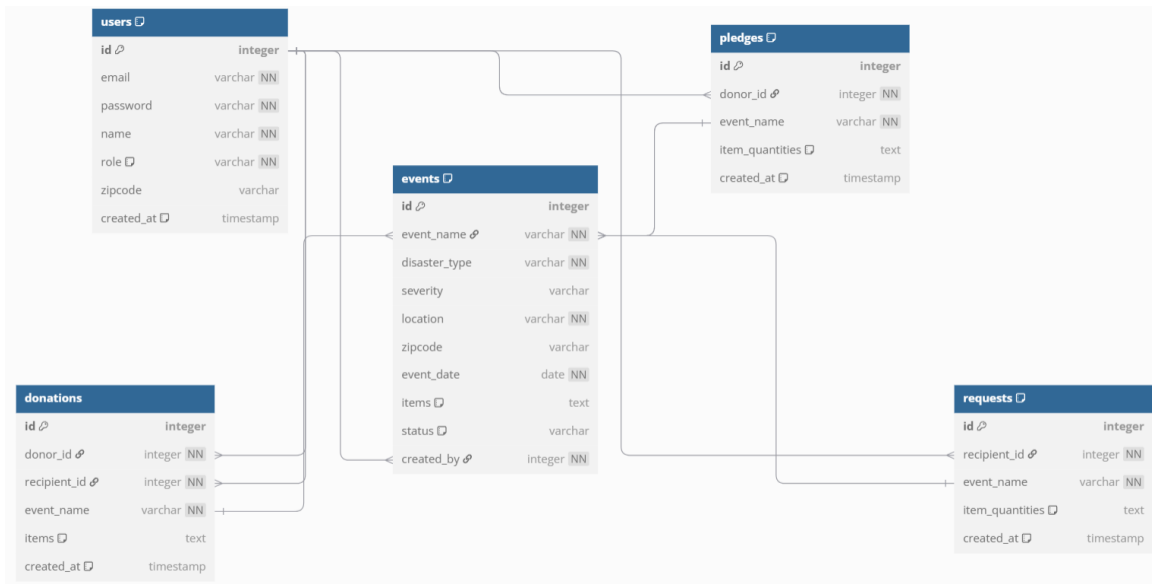 users
id integer
email varchar NN
password varchar NN
name varchar NN
role varchar NN
zipcode varchar
created_at timestamp
pledges
id integer
donor_id integer NN
event_name varchar NN
item_quantities text
created_at timestamp
events
id integer
event_name varchar NN
disaster_type varchar NN
severity varchar
location varchar NN
zipcode varchar
event_date date NN
items text
status varchar
created_by integer NN
donations
id integer
donor_id integer NN
recipient_id integer NN
event_name varchar NN
items text
created_at timestamp
requests
id integer
recipient_id integer NN
event_name varchar NN
item_quantities text
created_at timestamp